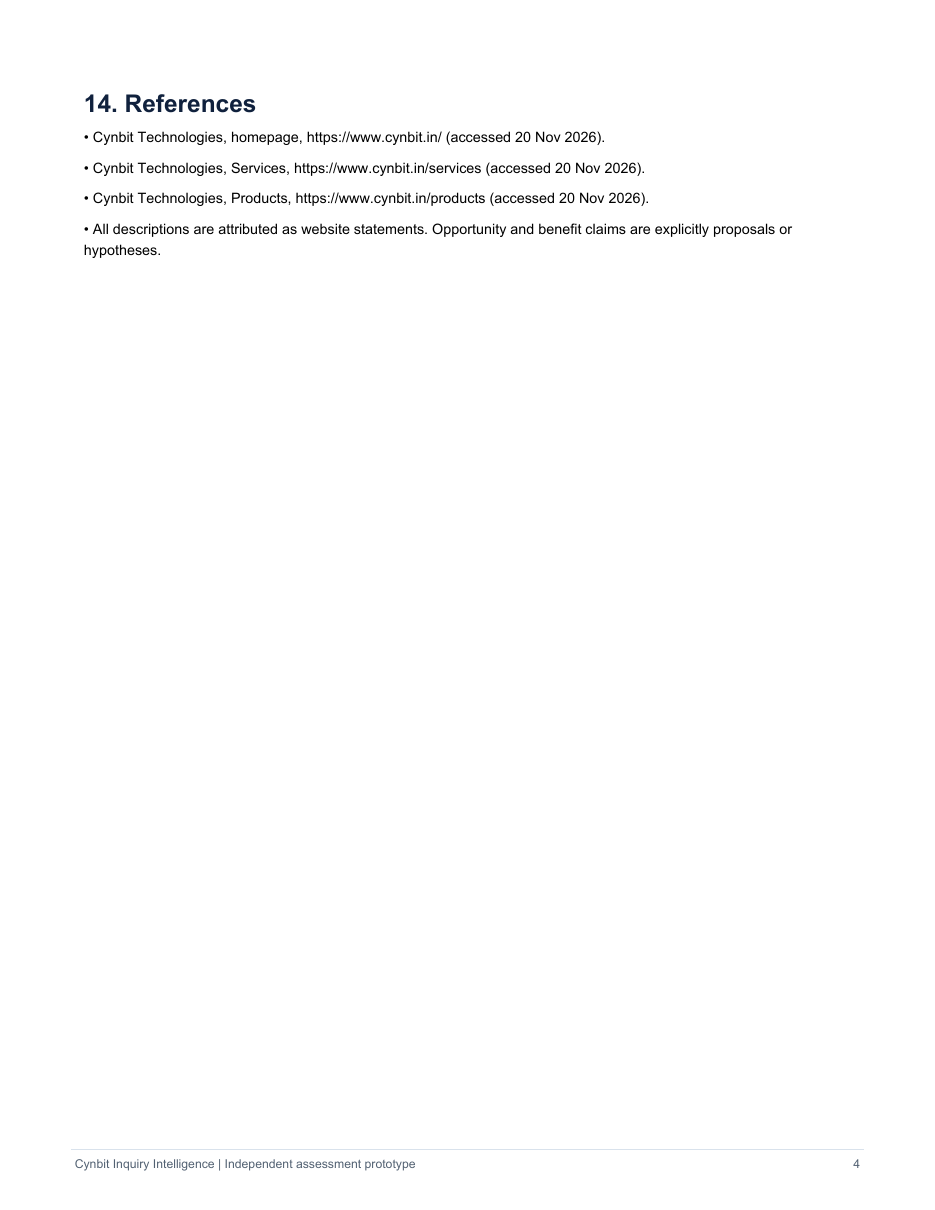 14. References
• Cynbit Technologies, homepage, https://www.cynbit.in/ (accessed 20 Nov 2026).
• Cynbit Technologies, Services, https://www.cynbit.in/services (accessed 20 Nov 2026).
• Cynbit Technologies, Products, https://www.cynbit.in/products (accessed 20 Nov 2026).
• All descriptions are attributed as website statements. Opportunity and benefit claims are explicitly proposals or
hypotheses.
Cynbit Inquiry Intelligence | Independent assessment prototype 4